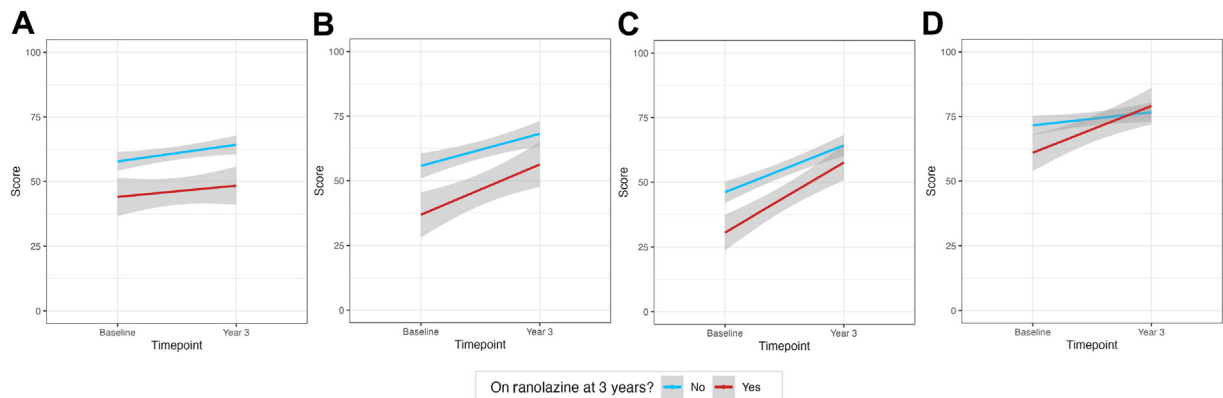 A
B
C
D
100
75
50
25
0
Score
Baseline
Year 3
Timepoint
100
75
50
25
0
Score
Baseline
Year 3
Timepoint
100
75
50
25
0
Score
Baseline
Year 3
Timepoint
100
75
50
25
0
Score
Baseline
Year 3
Timepoint
On ranolazine at 3 years? No Yes